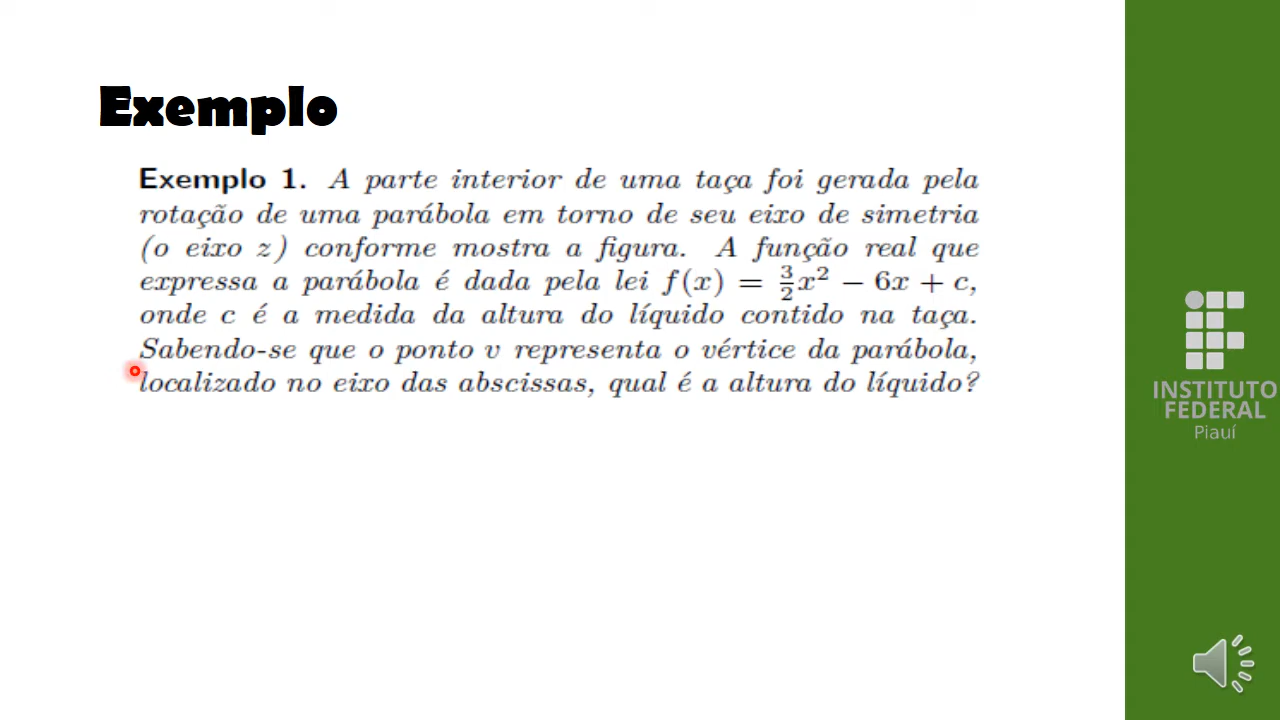 Exemplo
Exemplo 1. A parte interior de uma taça foi gerada pela
rotação de uma parábola em torno de seu eixo de simetria
(o eixo z) conforme mostra a figura. A função real que
expressa a parábola é dada pela lei f(x) = 3/2x² − 6x + c,
onde c é a medida da altura do líquido contido na taça.
Sabendo-se que o ponto v representa o vértice da parábola,
localizado no eixo das abscissas, qual é a altura do líquido?
INSTITUTO
FEDERAL
Piauí